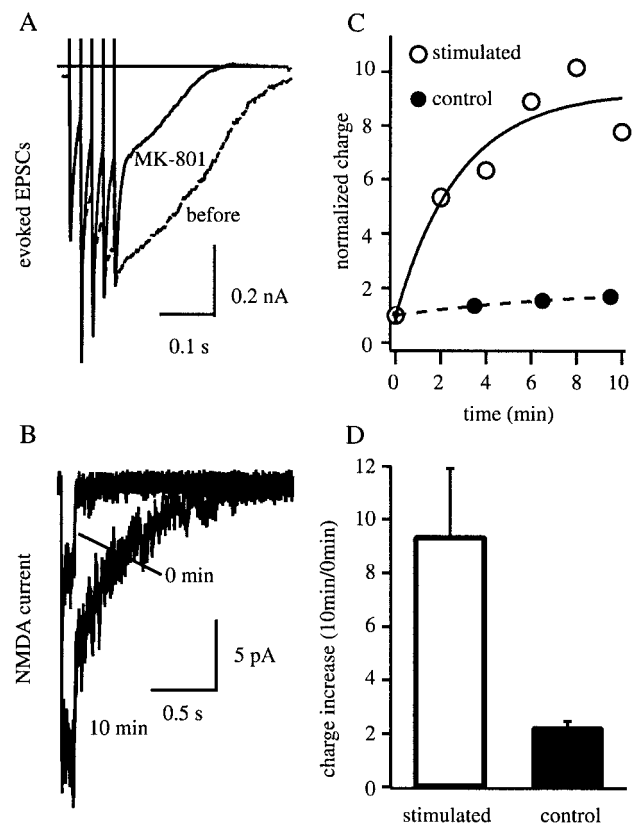 A
evoked EPSCs
MK-801
before
0.2 nA
0.1 s
B
NMDA current
0 min
10 min
5 pA
0.5 s
C
normalized charge
10
8
6
4
2
0
stimulated
control
0 2 4 6 8 10
time (min)
D
charge increase (10min/0min)
12
10
8
6
4
2
0
stimulated control